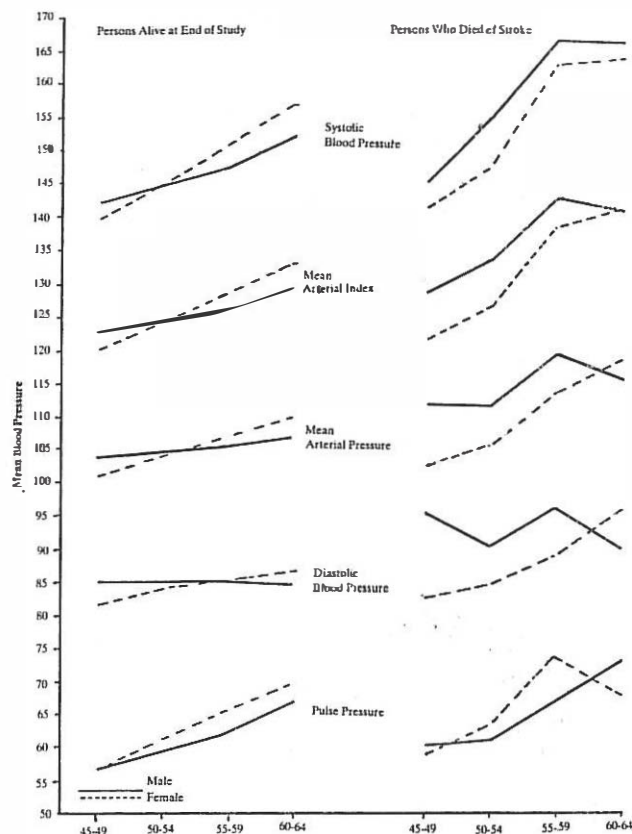 170
165
160
155
150
145
140
135
130
125
120
115
110
105
100
95
90
85
80
75
70
65
60
55
50
Mean Blood Pressure
Persons Alive at End of Study
Persons Who Died of Stroke
Systolic
Blood Pressure
Mean
Arterial Index
Mean
Arterial Pressure
Diastolic
Blood Pressure
Pulse Pressure
Male
Female
45-49 50-54 55-59 60-64
45-49 50-54 55-59 60-64